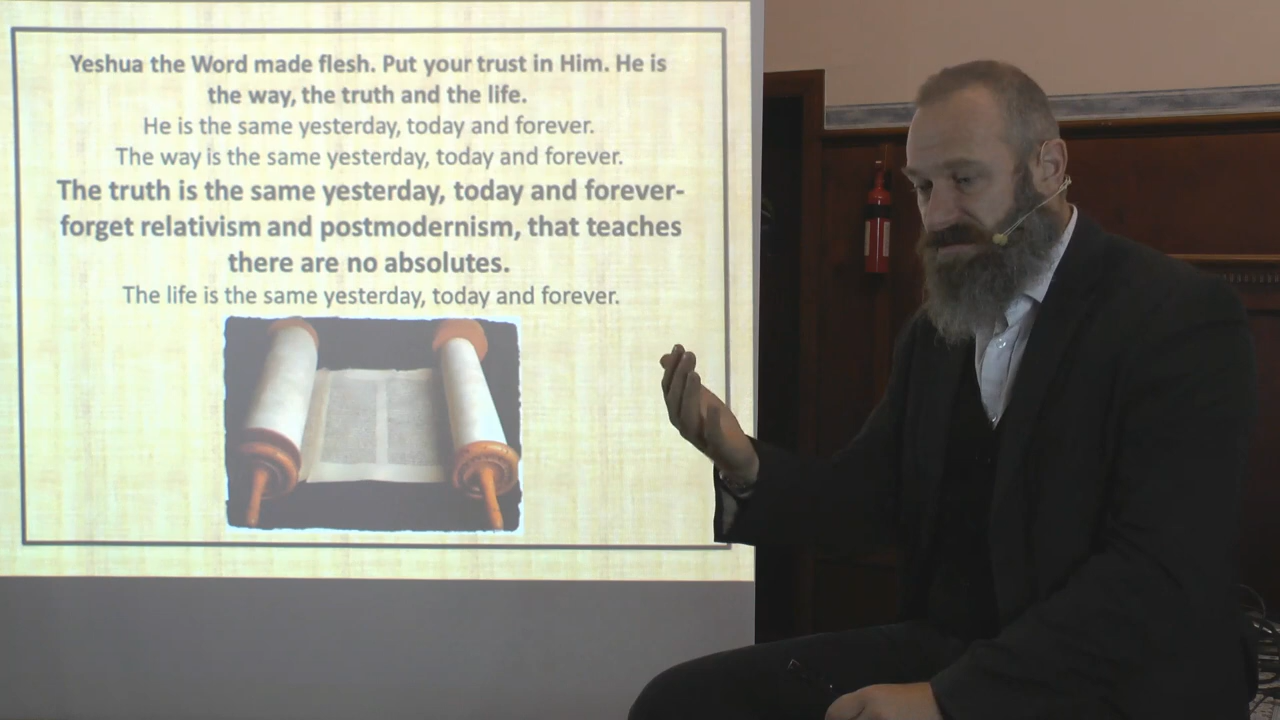 Yeshua the Word made flesh. Put your trust in Him. He is
the way, the truth and the life.
He is the same yesterday, today and forever.
The way is the same yesterday, today and forever.
The truth is the same yesterday, today and forever-
forget relativism and postmodernism, that teaches
there are no absolutes.
The life is the same yesterday, today and forever.